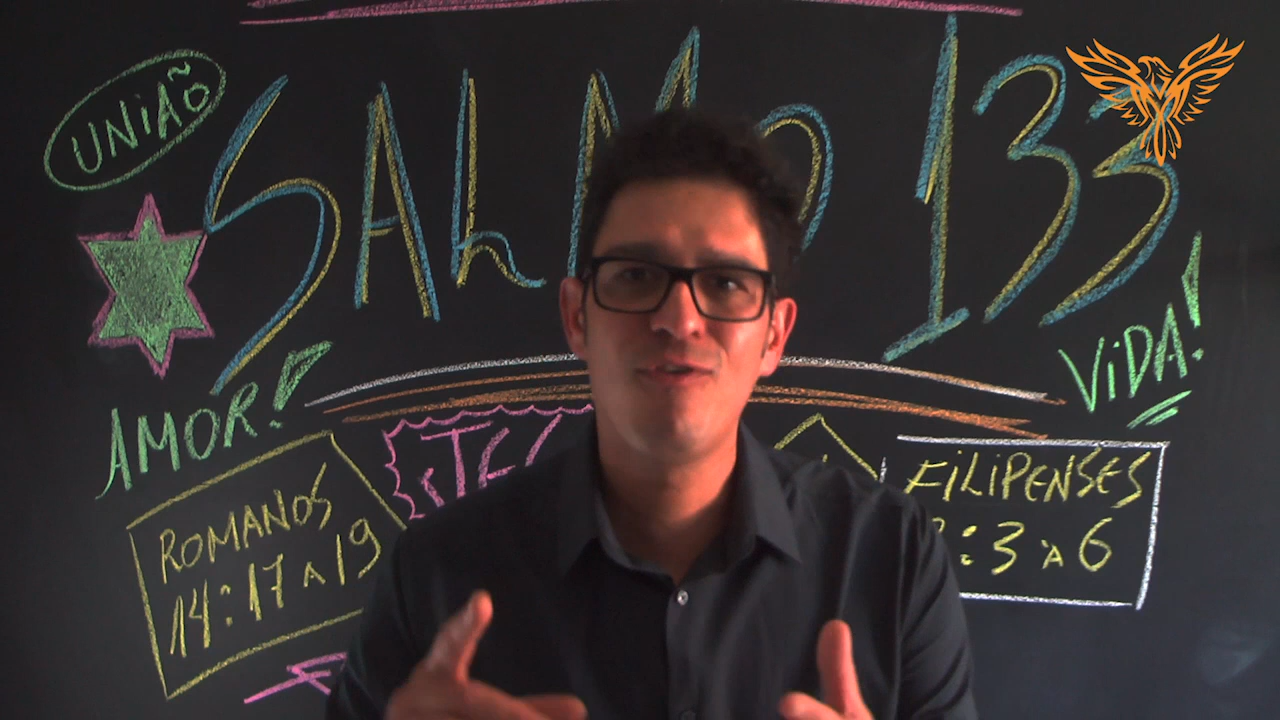 UNIÃO
SALMO 133
AMOR!
VIDA!
ROMANOS
14:17 A 19
FILIPENSES
:3 A 6